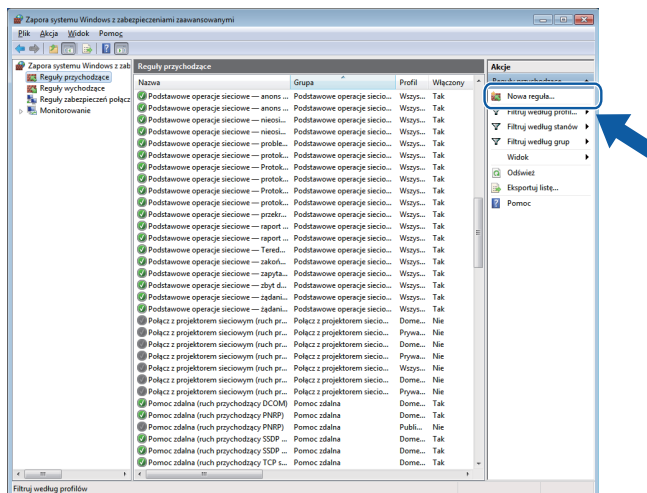 Zapora systemu Windows z zabezpieczeniami zaawansowanymi
Plik Akcja Widok Pomoc
Zapora systemu Windows z zab
Reguły przychodzące
Reguły wychodzące
Reguły zabezpieczeń połącz
Monitorowanie
Reguły przychodzące
Nazwa Grupa Profil Włączony
Podstawowe operacje sieciowe — anons ... Podstawowe operacje siecio... Wszys... Tak
Podstawowe operacje sieciowe — anons ... Podstawowe operacje siecio... Wszys... Tak
Podstawowe operacje sieciowe — nieosi... Podstawowe operacje siecio... Wszys... Tak
Podstawowe operacje sieciowe — nieosi... Podstawowe operacje siecio... Wszys... Tak
Podstawowe operacje sieciowe — proble... Podstawowe operacje siecio... Wszys... Tak
Podstawowe operacje sieciowe — protok... Podstawowe operacje siecio... Wszys... Tak
Podstawowe operacje sieciowe — Protok... Podstawowe operacje siecio... Wszys... Tak
Podstawowe operacje sieciowe — Protok... Podstawowe operacje siecio... Wszys... Tak
Podstawowe operacje sieciowe — Protok... Podstawowe operacje siecio... Wszys... Tak
Podstawowe operacje sieciowe — protok... Podstawowe operacje siecio... Wszys... Tak
Podstawowe operacje sieciowe — przekr... Podstawowe operacje siecio... Wszys... Tak
Podstawowe operacje sieciowe — raport ... Podstawowe operacje siecio... Wszys... Tak
Podstawowe operacje sieciowe — raport ... Podstawowe operacje siecio... Wszys... Tak
Podstawowe operacje sieciowe — Tered... Podstawowe operacje siecio... Wszys... Tak
Podstawowe operacje sieciowe — zakoń... Podstawowe operacje siecio... Wszys... Tak
Podstawowe operacje sieciowe — zapyta... Podstawowe operacje siecio... Wszys... Tak
Podstawowe operacje sieciowe — zbyt d... Podstawowe operacje siecio... Wszys... Tak
Podstawowe operacje sieciowe — żądani... Podstawowe operacje siecio... Wszys... Tak
Podstawowe operacje sieciowe — żądani... Podstawowe operacje siecio... Wszys... Tak
Połącz z projektorem sieciowym (ruch pr... Połącz z projektorem siecio... Dome... Nie
Połącz z projektorem sieciowym (ruch pr... Połącz z projektorem siecio... Prywa... Nie
Połącz z projektorem sieciowym (ruch pr... Połącz z projektorem siecio... Dome... Nie
Połącz z projektorem sieciowym (ruch pr... Połącz z projektorem siecio... Prywa... Nie
Połącz z projektorem sieciowym (ruch pr... Połącz z projektorem siecio... Wszys... Nie
Połącz z projektorem sieciowym (ruch pr... Połącz z projektorem siecio... Dome... Nie
Połącz z projektorem sieciowym (ruch pr... Połącz z projektorem siecio... Prywa... Nie
Pomoc zdalna (ruch przychodzący DCOM) Pomoc zdalna Dome... Tak
Pomoc zdalna (ruch przychodzący PNRP) Pomoc zdalna Dome... Tak
Pomoc zdalna (ruch przychodzący PNRP) Pomoc zdalna Publi... Nie
Pomoc zdalna (ruch przychodzący SSDP ... Pomoc zdalna Dome... Tak
Pomoc zdalna (ruch przychodzący SSDP ... Pomoc zdalna Dome... Tak
Pomoc zdalna (ruch przychodzący TCP s... Pomoc zdalna Dome... Tak
Akcje
Reguły przychodzące
Nowa reguła...
Filtruj według profil...
Filtruj według stanów
Filtruj według grup
Widok
Odśwież
Eksportuj listę...
Pomoc
Filtruj według profilów